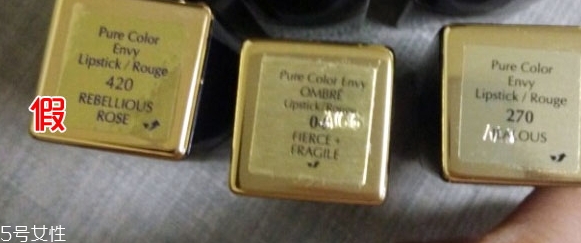 Pure Color
Envy
Lipstick / Rouge
420
REBELLIOUS
ROSE
假
Pure Color Envy
OMBRÉ
Lipstick/
FIERCE +
FRAGILE
Pure Color
Envy
Lipstick / Rouge
270
5号女性